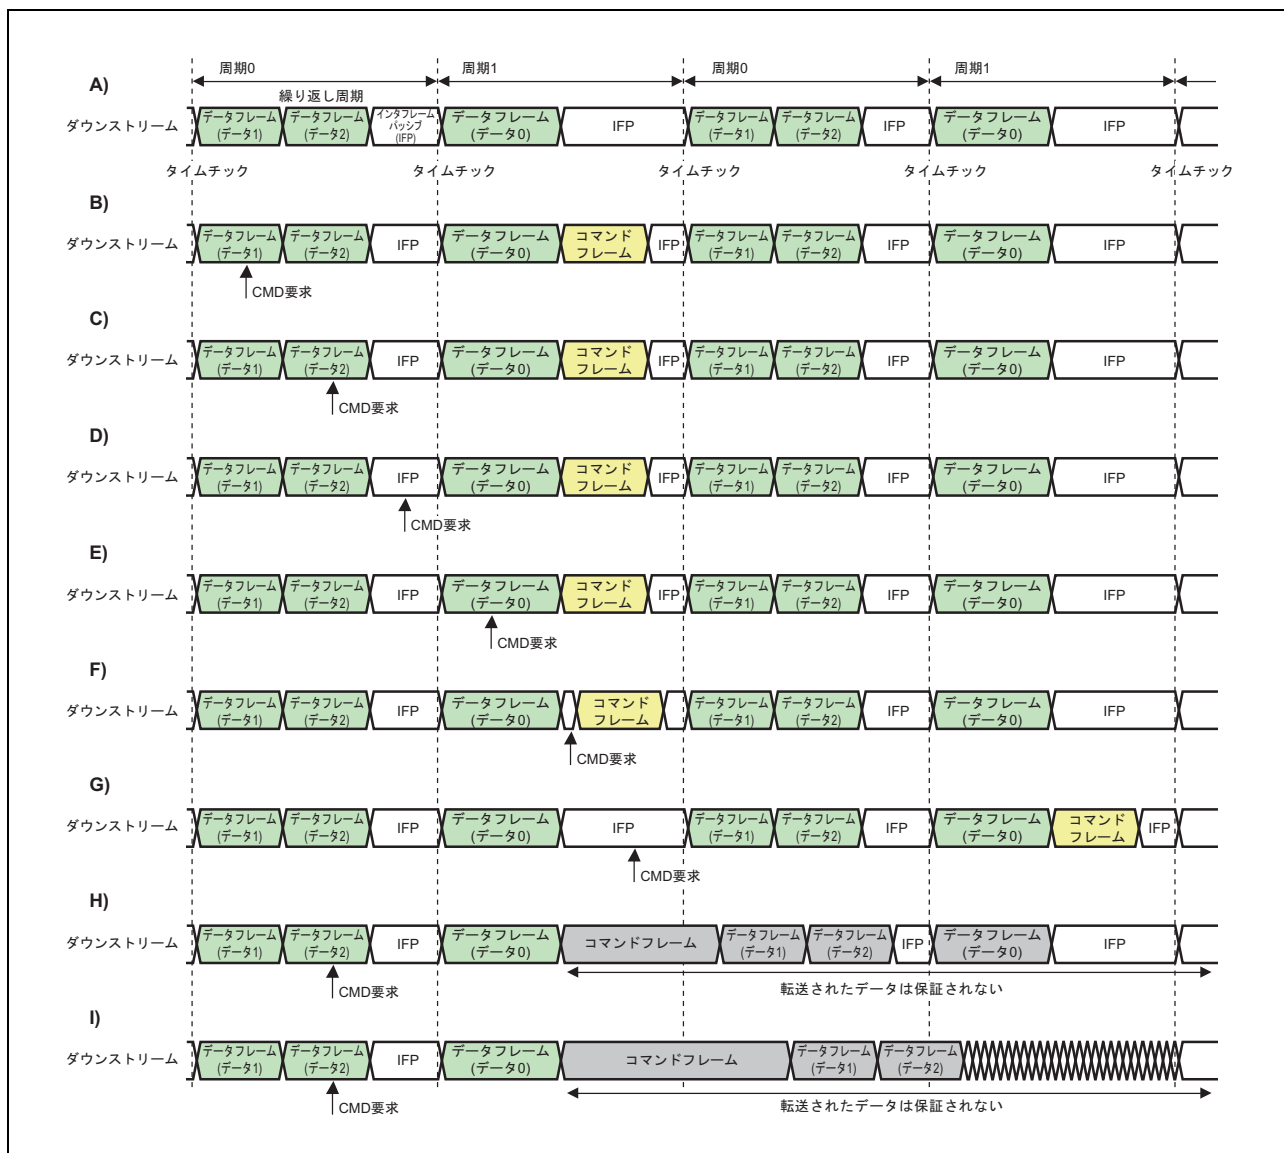 周期0 周期1 周期0 周期1
A)
繰り返し周期
ダウンストリーム データフレーム (データ1) データフレーム (データ2) インタフレーム パッシブ (IFP) データフレーム (データ0) IFP データフレーム (データ1) データフレーム (データ2) IFP データフレーム (データ0) IFP
タイムチック タイムチック タイムチック タイムチック タイムチック
B)
ダウンストリーム データフレーム (データ1) データフレーム (データ2) IFP データフレーム (データ0) コマンド フレーム IFP データフレーム (データ1) データフレーム (データ2) IFP データフレーム (データ0) IFP
CMD要求
C)
ダウンストリーム データフレーム (データ1) データフレーム (データ2) IFP データフレーム (データ0) コマンド フレーム IFP データフレーム (データ1) データフレーム (データ2) IFP データフレーム (データ0) IFP
CMD要求
D)
ダウンストリーム データフレーム (データ1) データフレーム (データ2) IFP データフレーム (データ0) コマンド フレーム IFP データフレーム (データ1) データフレーム (データ2) IFP データフレーム (データ0) IFP
CMD要求
E)
ダウンストリーム データフレーム (データ1) データフレーム (データ2) IFP データフレーム (データ0) コマンド フレーム IFP データフレーム (データ1) データフレーム (データ2) IFP データフレーム (データ0) IFP
CMD要求
F)
ダウンストリーム データフレーム (データ1) データフレーム (データ2) IFP データフレーム (データ0) コマンド フレーム データフレーム (データ1) データフレーム (データ2) IFP データフレーム (データ0) IFP
CMD要求
G)
ダウンストリーム データフレーム (データ1) データフレーム (データ2) IFP データフレーム (データ0) IFP データフレーム (データ1) データフレーム (データ2) IFP データフレーム (データ0) コマンド フレーム IFP
CMD要求
H)
ダウンストリーム データフレーム (データ1) データフレーム (データ2) IFP データフレーム (データ0) コマンドフレーム データフレーム (データ1) データフレーム (データ2) IFP データフレーム (データ0) IFP
CMD要求 転送されたデータは保証されない
I)
ダウンストリーム データフレーム (データ1) データフレーム (データ2) IFP データフレーム (データ0) コマンドフレーム データフレーム (データ1) データフレーム (データ2)
CMD要求 転送されたデータは保証されない